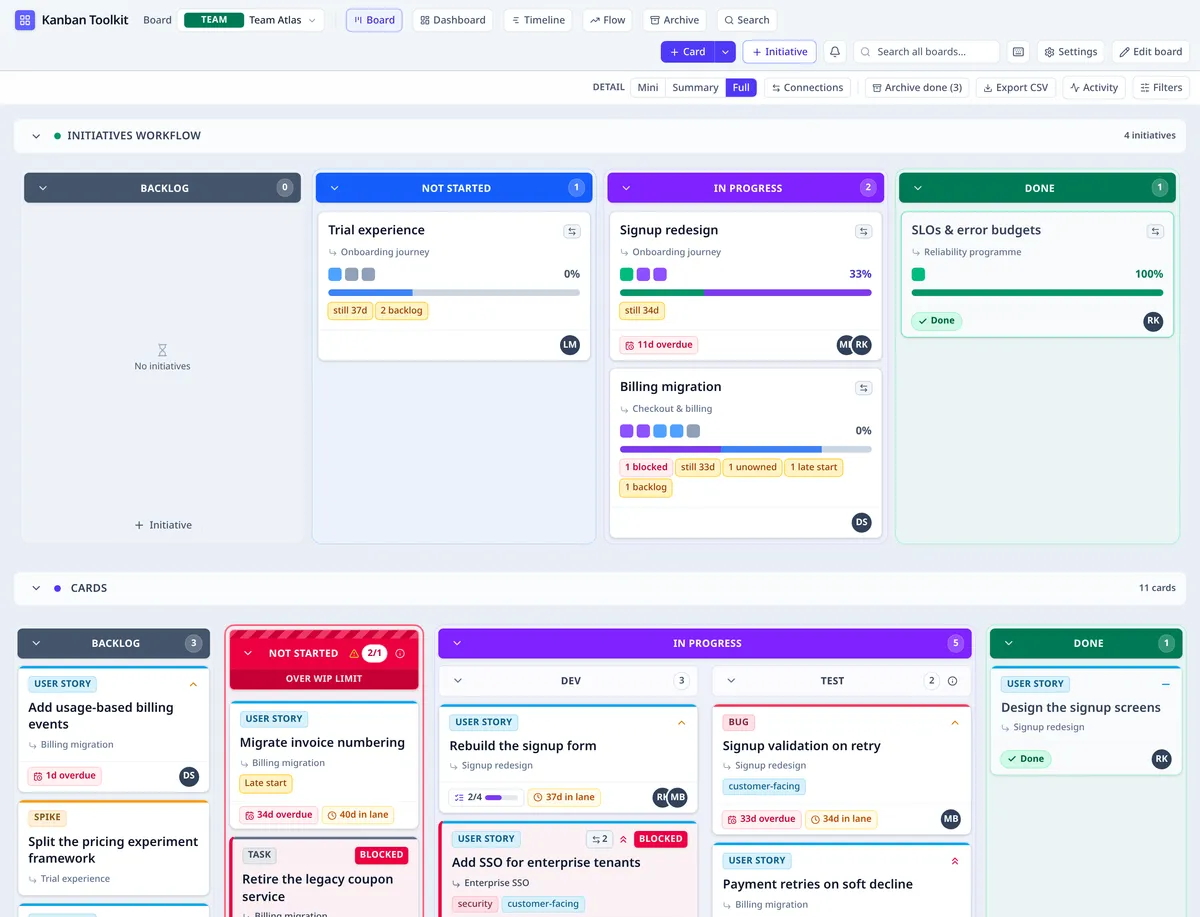 Kanban Toolkit Board TEAM Team Atlas Board Dashboard Timeline Flow Archive Search
+ Card + Initiative Search all boards... Settings Edit board
DETAIL Mini Summary Full Connections Archive done (3) Export CSV Activity Filters
INITIATIVES WORKFLOW 4 initiatives
BACKLOG 0
No initiatives
+ Initiative
NOT STARTED 1
Trial experience
Onboarding journey
0%
still 37d 2 backlog
LM
IN PROGRESS 2
Signup redesign
Onboarding journey
33%
still 34d
11d overdue RK
Billing migration
Checkout & billing
0%
1 blocked still 33d 1 unowned 1 late start
1 backlog
DS
DONE 1
SLOs & error budgets
Reliability programme
100%
Done RK
CARDS 11 cards
BACKLOG 3
USER STORY
Add usage-based billing
events
Billing migration
1d overdue DS
SPIKE
Split the pricing experiment
framework
Trial experience
NOT STARTED 2/1
OVER WIP LIMIT
USER STORY
Migrate invoice numbering
Billing migration
Late start
34d overdue 40d in lane
TASK BLOCKED
Retire the legacy coupon
service
Billing migration
IN PROGRESS 5
DEV 3
USER STORY
Rebuild the signup form
Signup redesign
2/4 37d in lane MB
USER STORY 2 BLOCKED
Add SSO for enterprise tenants
Enterprise SSO
security customer-facing
TEST 2
BUG
Signup validation on retry
Signup redesign
customer-facing
33d overdue 34d in lane MB
USER STORY
Payment retries on soft decline
Billing migration
DONE 1
USER STORY
Design the signup screens
Signup redesign
Done RK